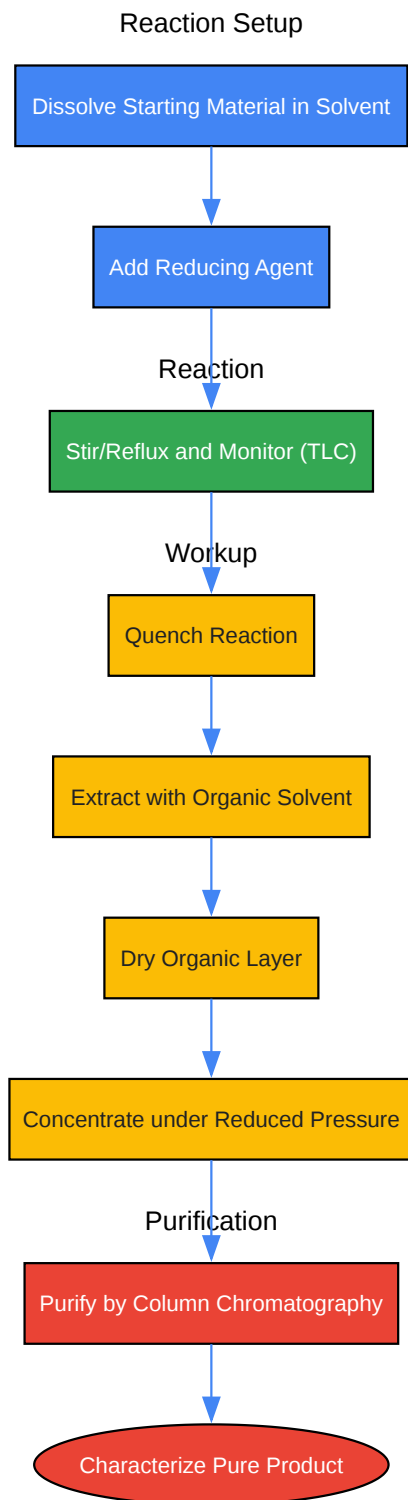 Reaction Setup
Dissolve Starting Material in Solvent
Add Reducing Agent
Reaction
Stir/Reflux and Monitor (TLC)
Workup
Quench Reaction
Extract with Organic Solvent
Dry Organic Layer
Concentrate under Reduced Pressure
Purification
Purify by Column Chromatography
Characterize Pure Product